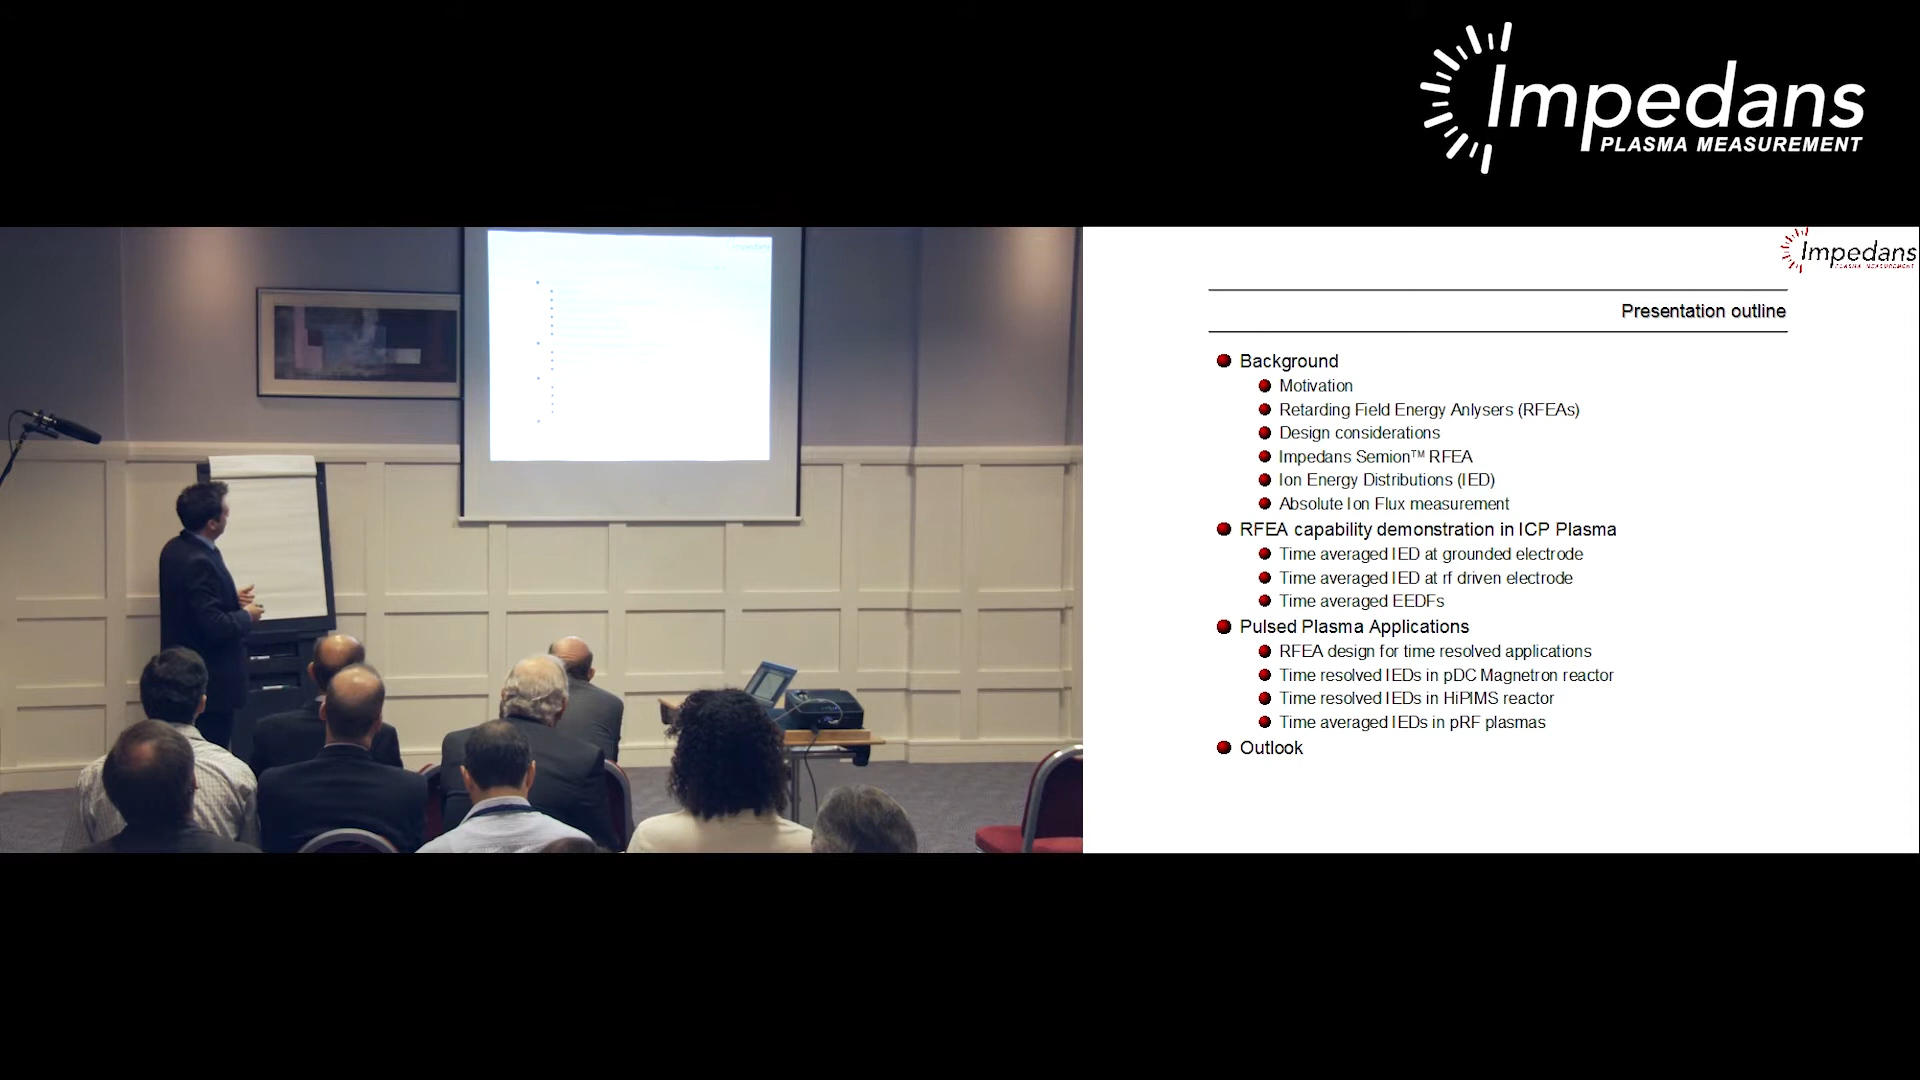 Impedans
PLASMA MEASUREMENT
Impedans
PLASMA MEASUREMENT
Presentation outline
Background
Motivation
Retarding Field Energy Anlysers (RFEAs)
Design considerations
Impedans Semion™ RFEA
Ion Energy Distributions (IED)
Absolute Ion Flux measurement
RFEA capability demonstration in ICP Plasma
Time averaged IED at grounded electrode
Time averaged IED at rf driven electrode
Time averaged EEDFs
Pulsed Plasma Applications
RFEA design for time resolved applications
Time resolved IEDs in pDC Magnetron reactor
Time resolved IEDs in HiPIMS reactor
Time averaged IEDs in pRF plasmas
Outlook